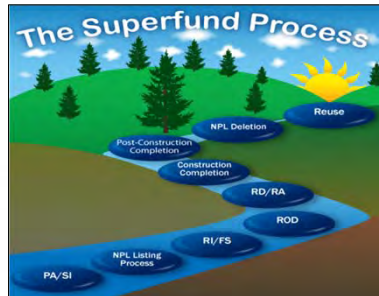 The Superfund Process
PA/SI
NPL Listing
Process
RI/FS
ROD
RD/RA
Construction
Completion
Post-Construction
Completion
NPL Deletion
Reuse